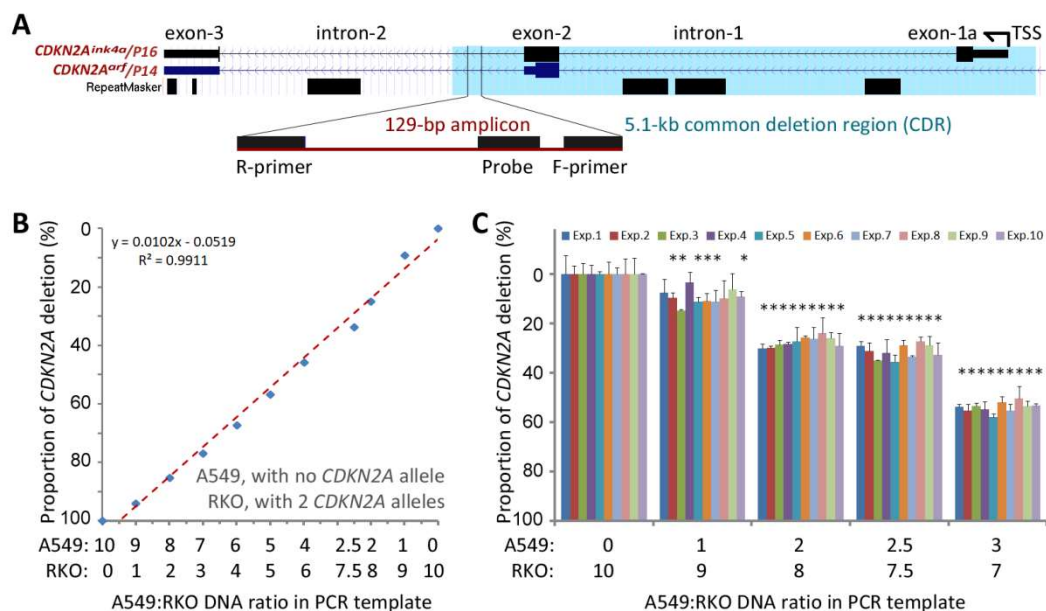 A
exon-3 intron-2 exon-2 intron-1 exon-1a TSS
CDKN2A^ink4a/P16
CDKN2A^arf/P14
RepeatMasker
129-bp amplicon 5.1-kb common deletion region (CDR)
R-primer Probe F-primer
B
Proportion of CDKN2A deletion (%)
y = 0.0102x - 0.0519
R² = 0.9911
0
20
40
60
80
100
A549, with no CDKN2A allele
RKO, with 2 CDKN2A alleles
A549: 10 9 8 7 6 5 4 2.5 2 1 0
RKO: 0 1 2 3 4 5 6 7.5 8 9 10
A549:RKO DNA ratio in PCR template
C
Proportion of CDKN2A deletion (%)
Exp.1 Exp.2 Exp.3 Exp.4 Exp.5 Exp.6 Exp.7 Exp.8 Exp.9 Exp.10
0
20
40
60
80
100
** *** *
**********
**********
**********
A549: 0 1 2 2.5 3
RKO: 10 9 8 7.5 7
A549:RKO DNA ratio in PCR template